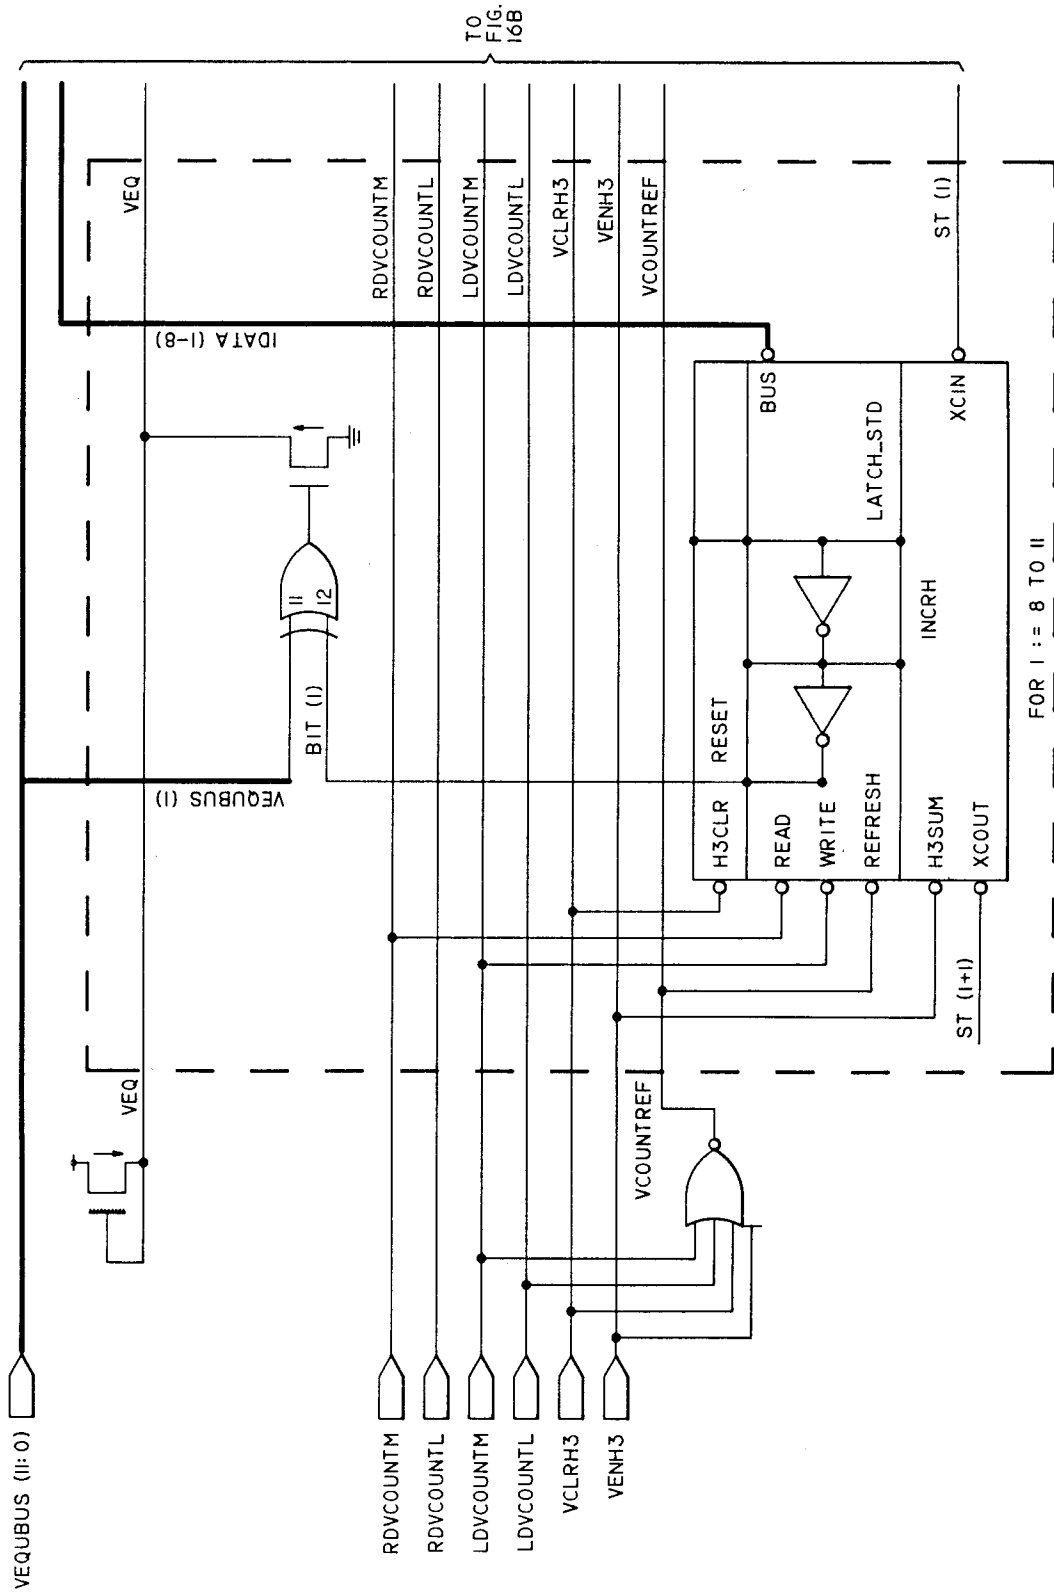 TO
FIG.
16B
VEQUBUS (11:0)
VEQ
VEQ
IDATA (I-8)
VEQUBUS (I)
BIT (I)
11
12
RDVCOUNTM
RDVCOUNTM
RDVCOUNTL
RDVCOUNTL
LDVCOUNTM
LDVCOUNTM
LDVCOUNTL
LDVCOUNTL
VCLRH3
VCLRH3
VENH3
VENH3
VCOUNTREF
VCOUNTREF
H3CLR
RESET
READ
BUS
WRITE
REFRESH
LATCH_STD
INCRH
H3SUM
XCOUT
XCIN
ST (I+1)
ST (I)
FOR I := 8 TO 11